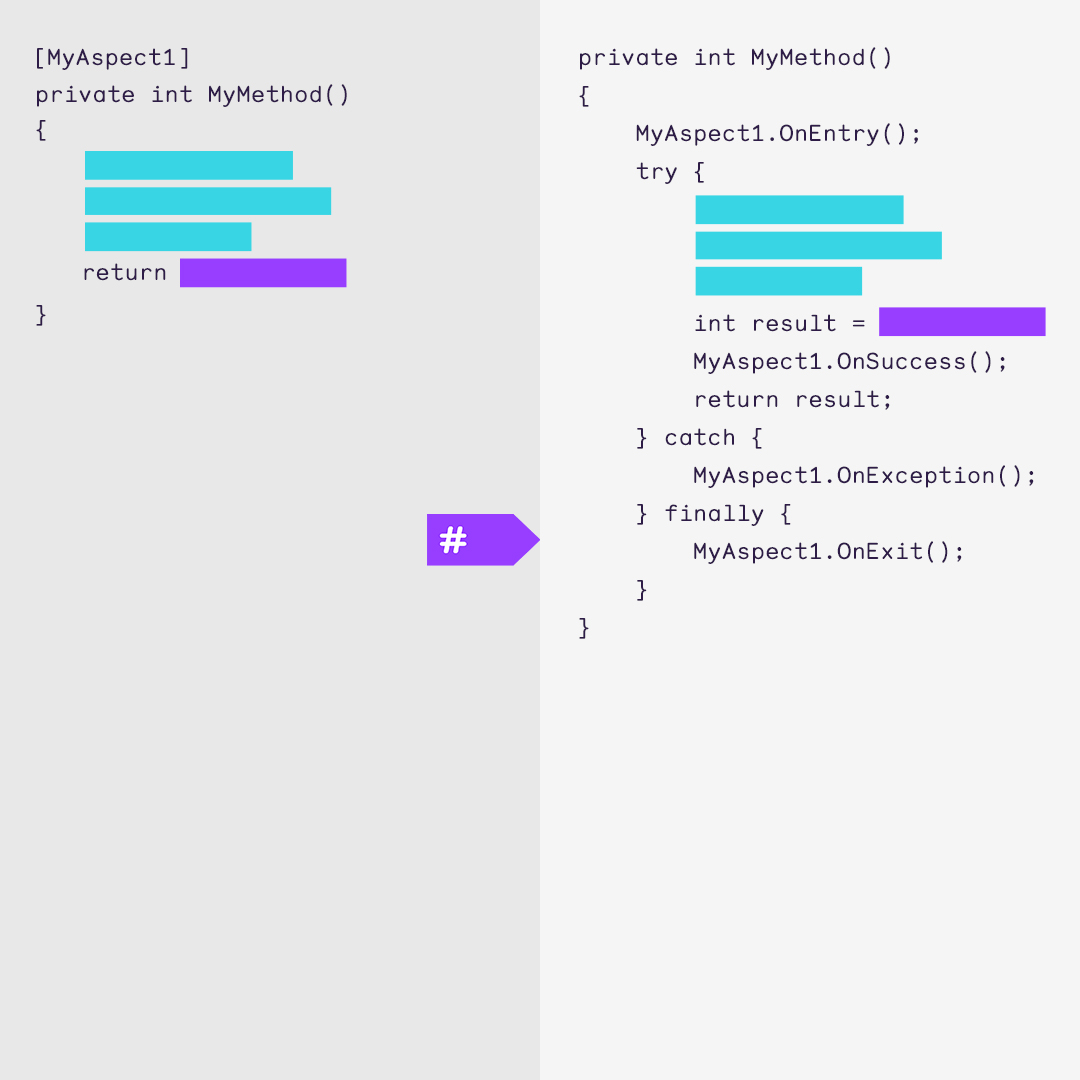 [MyAspect1]
private int MyMethod()
{
return
}
#
private int MyMethod()
{
MyAspect1.OnEntry();
try {
int result =
MyAspect1.OnSuccess();
return result;
} catch {
MyAspect1.OnException();
} finally {
MyAspect1.OnExit();
}
}